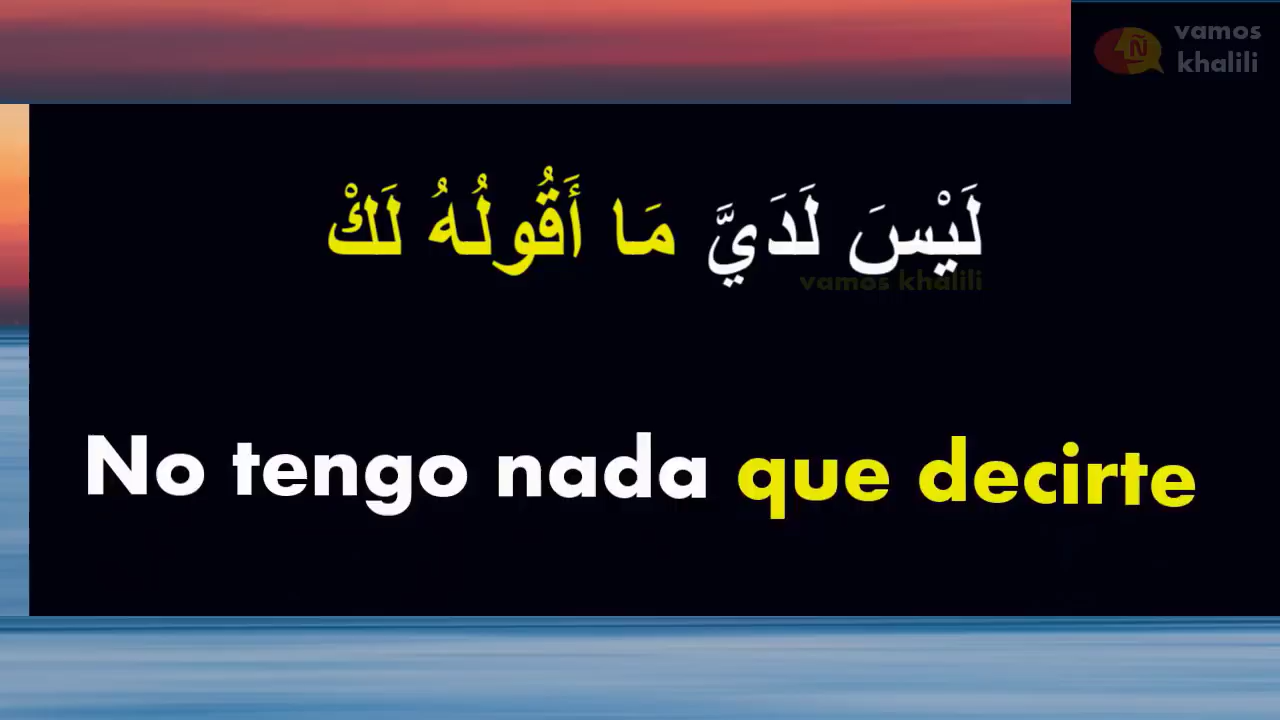 vamos
khalili
Ñ
لَيْسَ لَدَيَّ مَا أَقُولُهُ لَكْ
vamos khalili
No tengo nada que decirte